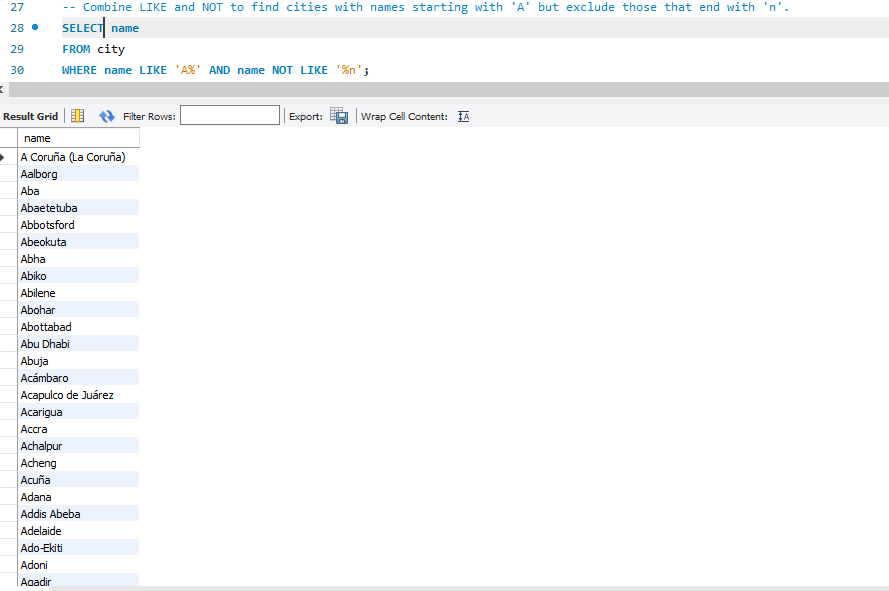 27 -- Combine LIKE and NOT to find cities with names starting with 'A' but exclude those that end with 'n'.
28 SELECT name
29 FROM city
30 WHERE name LIKE 'A%' AND name NOT LIKE '%n';
Result Grid Filter Rows: Export: Wrap Cell Content:
name
A Coruña (La Coruña)
Aalborg
Aba
Abaetetuba
Abbotsford
Abeokuta
Abha
Abiko
Abilene
Abohar
Abottabad
Abu Dhabi
Abuja
Acámbaro
Acapulco de Juárez
Acarigua
Accra
Achalpur
Acheng
Acuña
Adana
Addis Abeba
Adelaide
Ado-Ekiti
Adoni
Agadir